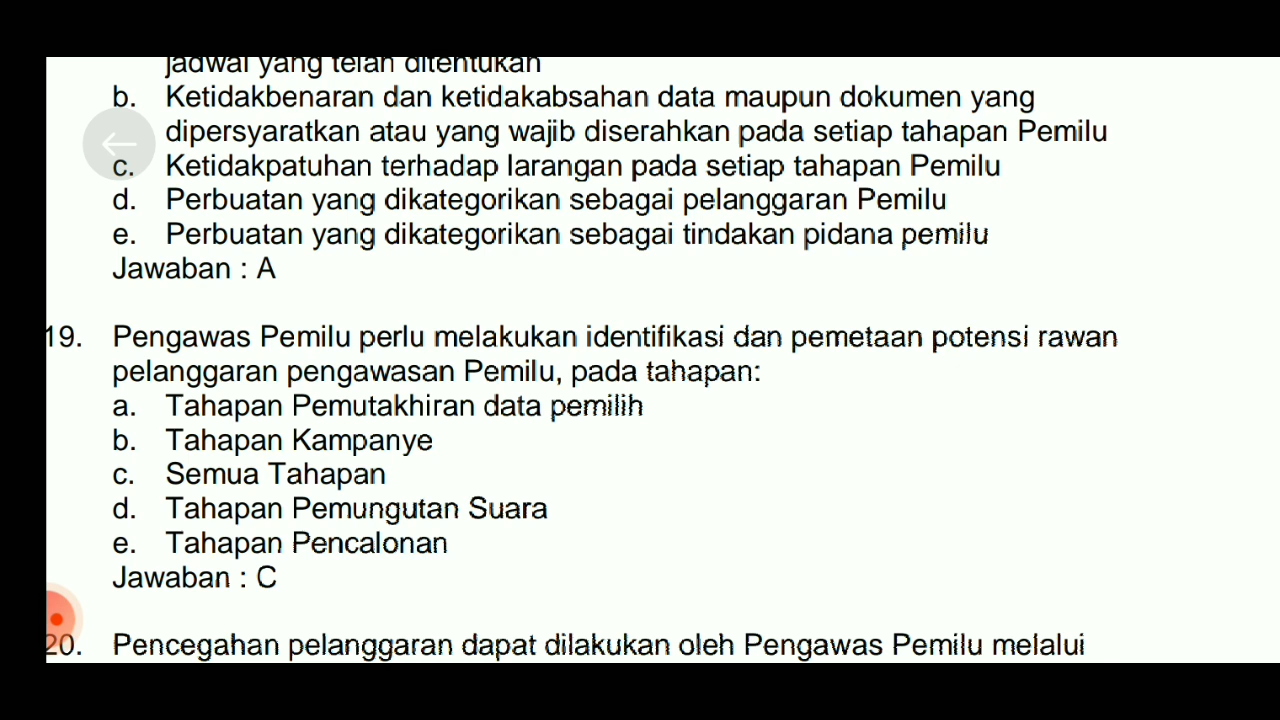 jadwal yang telah ditentukan
b. Ketidakbenaran dan ketidakabsahan data maupun dokumen yang
dipersyaratkan atau yang wajib diserahkan pada setiap tahapan Pemilu
c. Ketidakpatuhan terhadap larangan pada setiap tahapan Pemilu
d. Perbuatan yang dikategorikan sebagai pelanggaran Pemilu
e. Perbuatan yang dikategorikan sebagai tindakan pidana pemilu
Jawaban : A
19. Pengawas Pemilu perlu melakukan identifikasi dan pemetaan potensi rawan
pelanggaran pengawasan Pemilu, pada tahapan:
a. Tahapan Pemutakhiran data pemilih
b. Tahapan Kampanye
c. Semua Tahapan
d. Tahapan Pemungutan Suara
e. Tahapan Pencalonan
Jawaban : C
20. Pencegahan pelanggaran dapat dilakukan oleh Pengawas Pemilu melalui